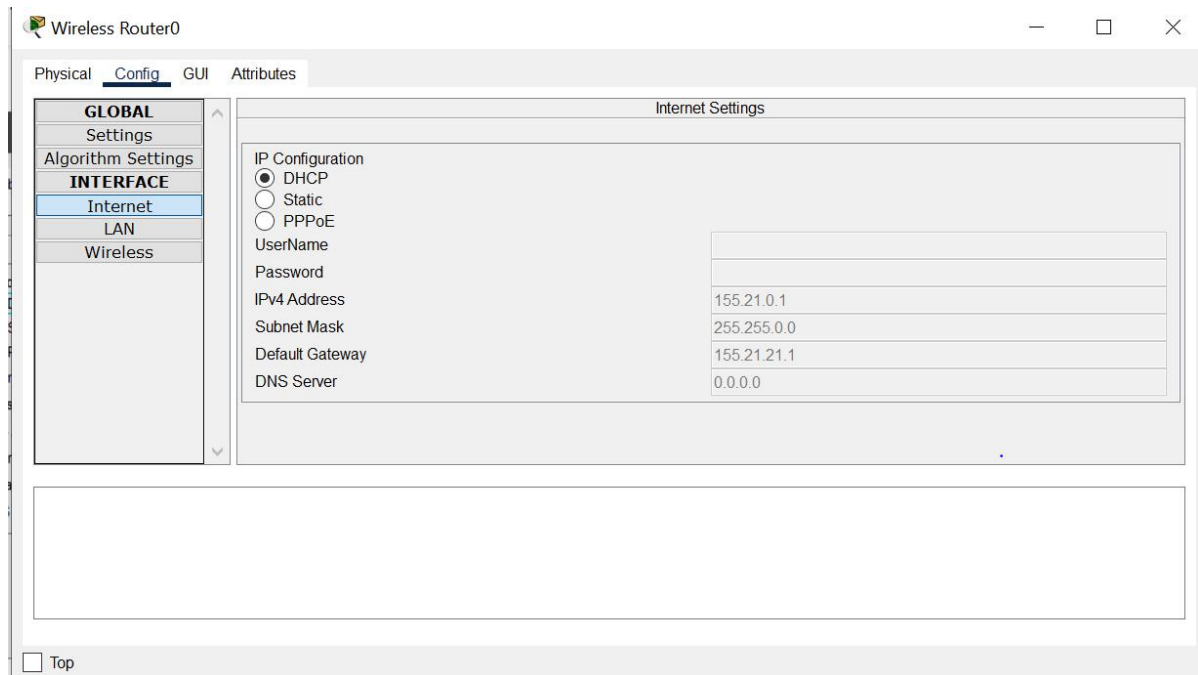 Wireless Router0
Physical Config GUI Attributes
GLOBAL
Settings
Algorithm Settings
INTERFACE
Internet
LAN
Wireless
Internet Settings
IP Configuration
DHCP
Static
PPPoE
UserName
Password
IPv4 Address 155.21.0.1
Subnet Mask 255.255.0.0
Default Gateway 155.21.21.1
DNS Server 0.0.0.0
Top